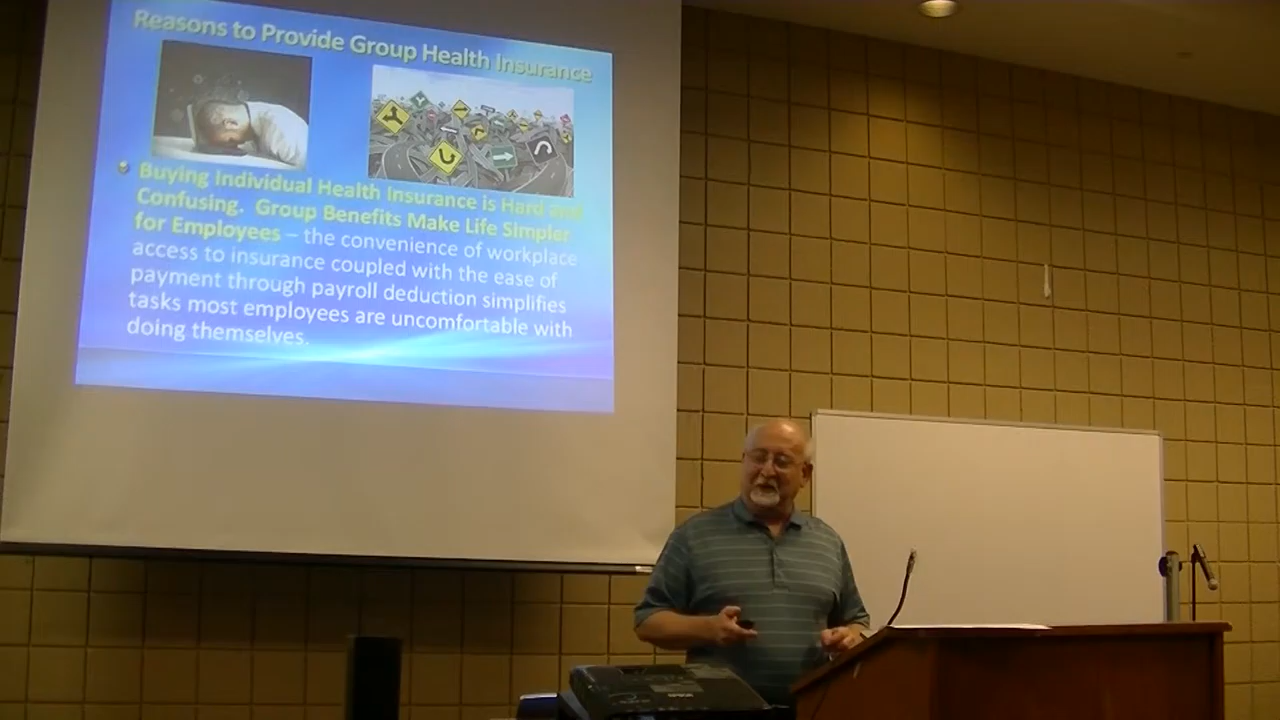 Reasons to Provide Group Health Insurance
Buying Individual Health Insurance is Hard and
Confusing. Group Benefits Make Life Simpler
for Employees – the convenience of workplace
access to insurance coupled with the ease of
payment through payroll deduction simplifies
tasks most employees are uncomfortable with
doing themselves.
EPSON